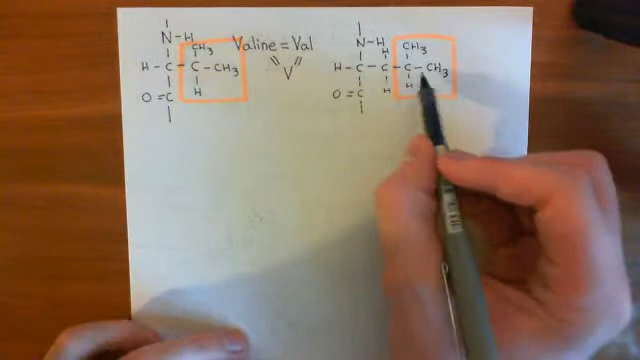 N-H
CH3
H-C-C-CH3
H
O=C
Valine = Val
"V"
N-H
H CH3
H-C-C-C-CH3
H H
O=C